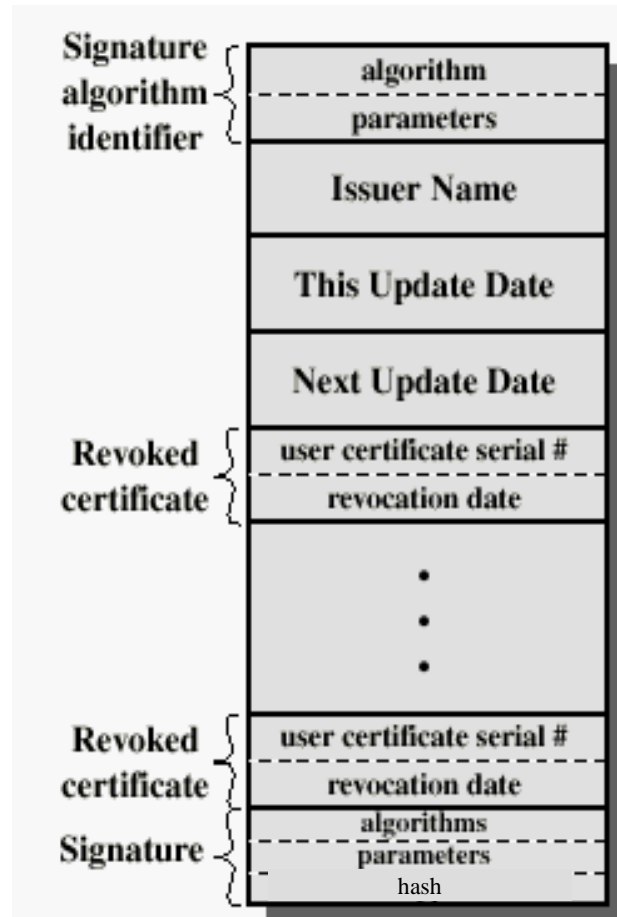 Signature
algorithm
identifier
algorithm
parameters
Issuer Name
This Update Date
Next Update Date
Revoked
certificate
user certificate serial #
revocation date
Revoked
certificate
user certificate serial #
revocation date
Signature
algorithms
parameters
hash